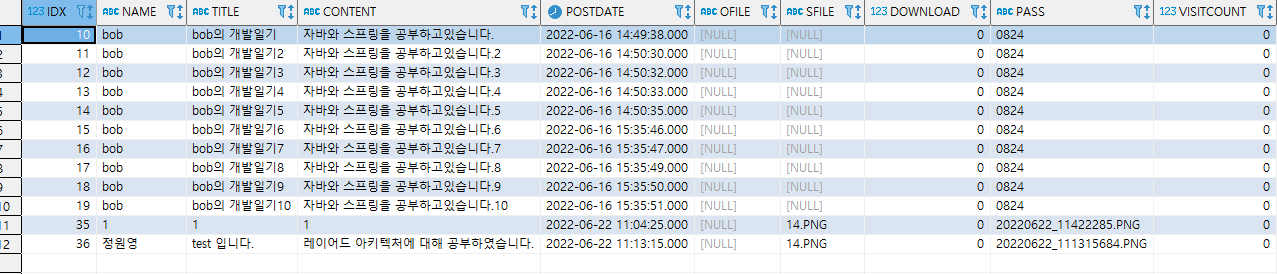 123 IDX ABC NAME ABC TITLE ABC CONTENT POSTDATE ABC OFILE ABC SFILE 123 DOWNLOAD ABC PASS 123 VISITCOUNT
1 10 bob bob의 개발일기 자바와 스프링을 공부하고있습니다. 2022-06-16 14:49:38.000 [NULL] [NULL] 0 0824 0
2 11 bob bob의 개발일기2 자바와 스프링을 공부하고있습니다.2 2022-06-16 14:50:30.000 [NULL] [NULL] 0 0824 0
3 12 bob bob의 개발일기3 자바와 스프링을 공부하고있습니다.3 2022-06-16 14:50:32.000 [NULL] [NULL] 0 0824 0
4 13 bob bob의 개발일기4 자바와 스프링을 공부하고있습니다.4 2022-06-16 14:50:33.000 [NULL] [NULL] 0 0824 0
5 14 bob bob의 개발일기5 자바와 스프링을 공부하고있습니다.5 2022-06-16 14:50:35.000 [NULL] [NULL] 0 0824 0
6 15 bob bob의 개발일기6 자바와 스프링을 공부하고있습니다.6 2022-06-16 15:35:46.000 [NULL] [NULL] 0 0824 0
7 16 bob bob의 개발일기7 자바와 스프링을 공부하고있습니다.7 2022-06-16 15:35:47.000 [NULL] [NULL] 0 0824 0
8 17 bob bob의 개발일기8 자바와 스프링을 공부하고있습니다.8 2022-06-16 15:35:49.000 [NULL] [NULL] 0 0824 0
9 18 bob bob의 개발일기9 자바와 스프링을 공부하고있습니다.9 2022-06-16 15:35:50.000 [NULL] [NULL] 0 0824 0
10 19 bob bob의 개발일기10 자바와 스프링을 공부하고있습니다.10 2022-06-16 15:35:51.000 [NULL] [NULL] 0 0824 0
11 35 1 1 1 2022-06-22 11:04:25.000 [NULL] 14.PNG 0 20220622_11422285.PNG 0
12 36 정원영 test 입니다. 레이어드 아키텍처에 대해 공부하였습니다. 2022-06-22 11:13:15.000 [NULL] 14.PNG 0 20220622_111315684.PNG 0